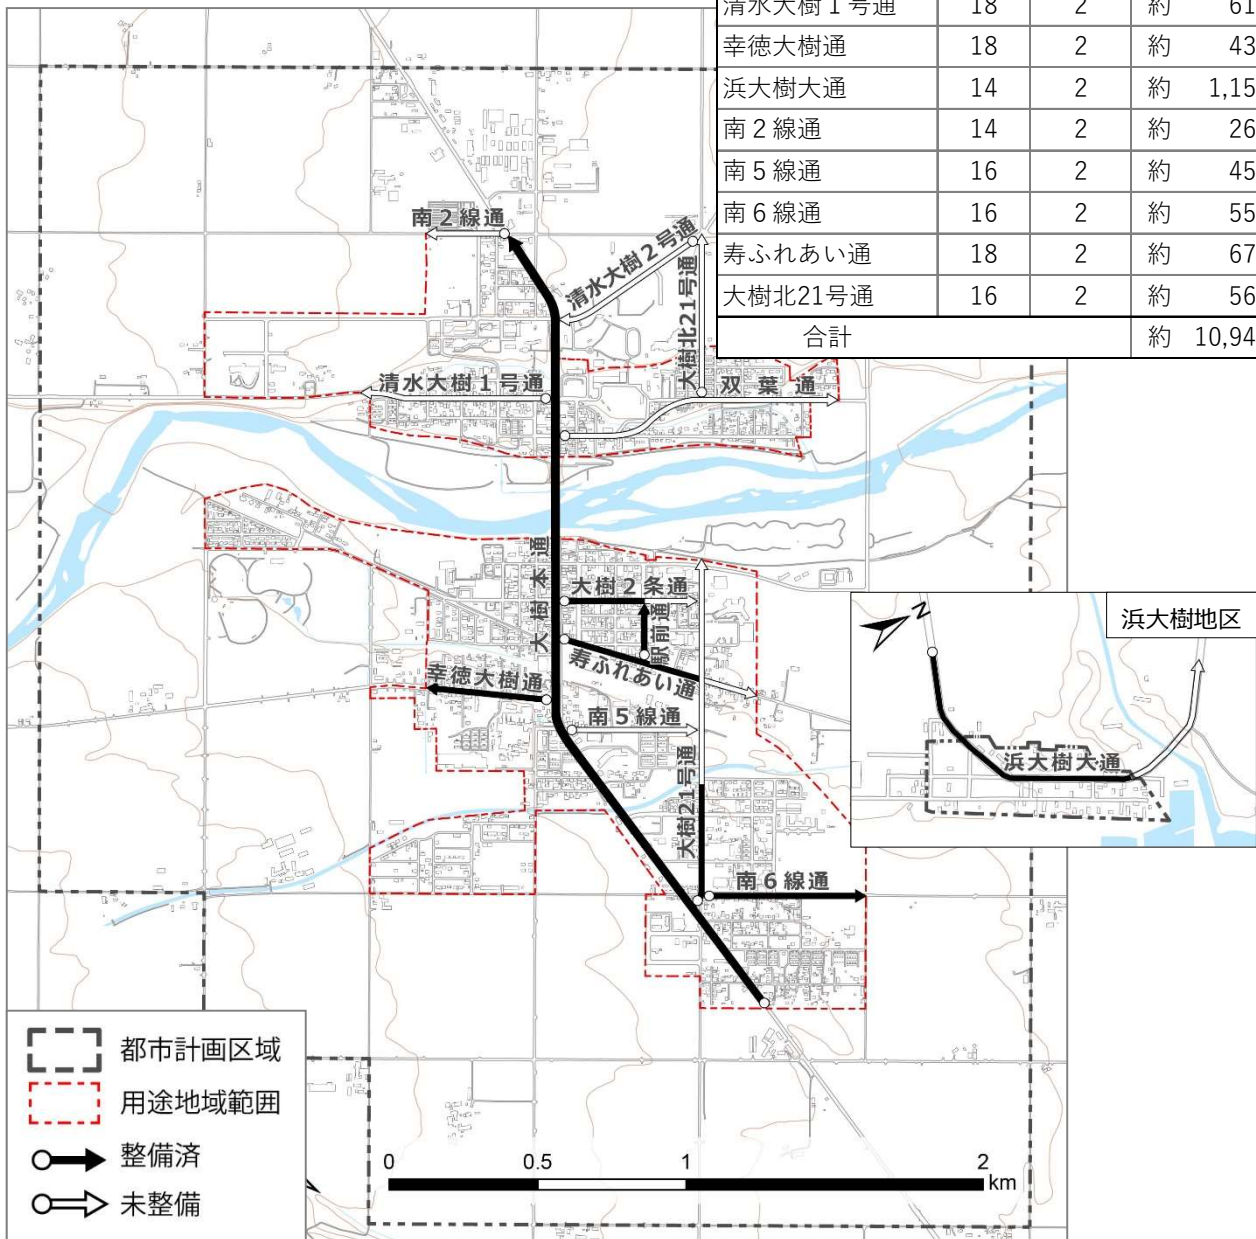 清水大樹１号通 18 2 約 61
幸徳大樹通 18 2 約 43
浜大樹大通 14 2 約 1,15
南２線通 14 2 約 26
南５線通 16 2 約 45
南６線通 16 2 約 55
寿ふれあい通 18 2 約 67
大樹北21号通 16 2 約 56
合計 約 10,94
南２線通
清水大樹２号通
大樹北21号通
清水大樹１号通
双葉通
大樹本通
大樹２条通
駅前通
寿ふれあい通
幸徳大樹通
南５線通
大樹21号通
南６線通
浜大樹地区
N
浜大樹大通
都市計画区域
用途地域範囲
整備済
未整備
0 0.5 1 2
km